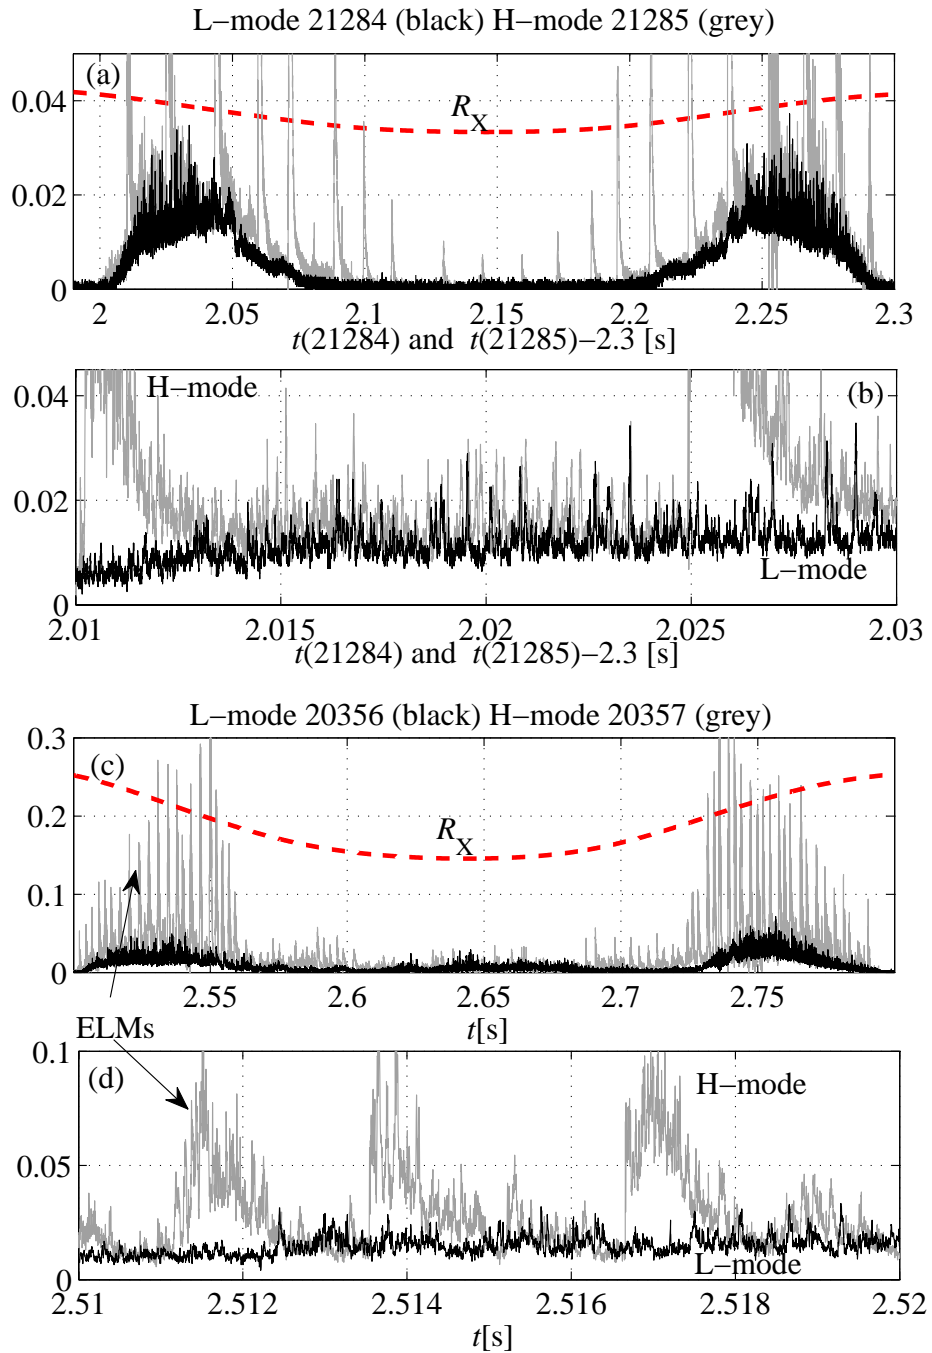 L−mode 21284 (black) H−mode 21285 (grey)
(a)
R_X
0.04
0.02
0
2 2.05 2.1 2.15 2.2 2.25 2.3
t(21284) and t(21285)−2.3 [s]
H−mode
(b)
0.04
0.02
0
L−mode
2.01 2.015 2.02 2.025 2.03
t(21284) and t(21285)−2.3 [s]
L−mode 20356 (black) H−mode 20357 (grey)
0.3
(c)
0.2
R_X
0.1
0
2.55 2.6 2.65 2.7 2.75
t[s]
ELMs
0.1
(d)
H−mode
0.05
L−mode
0
2.51 2.512 2.514 2.516 2.518 2.52
t[s]